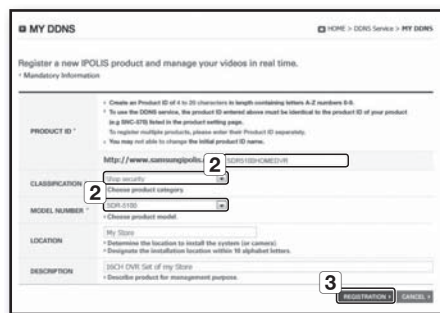 MY DDNS
HOME > DDNS Service > MY DDNS
Register a new IPOLIS product and manage your videos in real time.
• Mandatory Information
PRODUCT ID *
• Create an Product ID of 4 to 20 characters in length containing letters A-Z numbers 0-9.
• To use the DDNS service, the product ID entered above must be identical to the product ID of your product
(e.g SNC-570) listed in the product setting page.
To register multiple products, please enter their Product ID separately.
• You may not able to change the initial product ID name.
http://www.samsungipolis. 2 SDR5100HOMEDVR
CLASSIFICATION
Shop security
2
• Choose product category.
MODEL NUMBER *
SDR-5100
• Choose product model.
LOCATION
My Store
• Determine the location to install the system (or camera)
• Designate the installation location within 10 alphabet letters.
DESCRIPTION
16CH DVR Set of my Store
• Describe product for management purpose.
3
REGISTRATION > CANCEL >